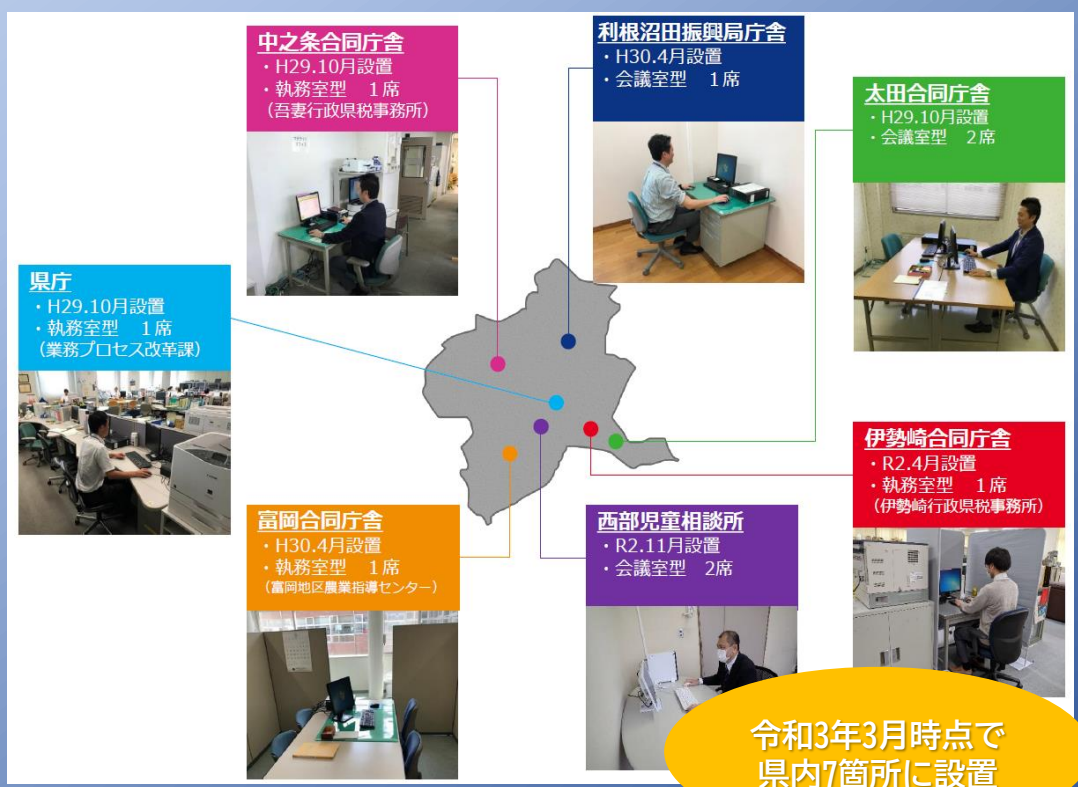 中之条合同庁舎
・H29.10月設置
・執務室型　1席
（吾妻行政県税事務所）
利根沼田振興局庁舎
・H30.4月設置
・会議室型　1席
太田合同庁舎
・H29.10月設置
・会議室型　2席
県庁
・H29.10月設置
・執務室型　1席
（業務プロセス改革課）
伊勢崎合同庁舎
・R2.4月設置
・執務室型　1席
（伊勢崎行政県税事務所）
富岡合同庁舎
・H30.4月設置
・執務室型　1席
（富岡地区農業指導センター）
西部児童相談所
・R2.11月設置
・会議室型　2席
令和3年3月時点で
県内7箇所に設置